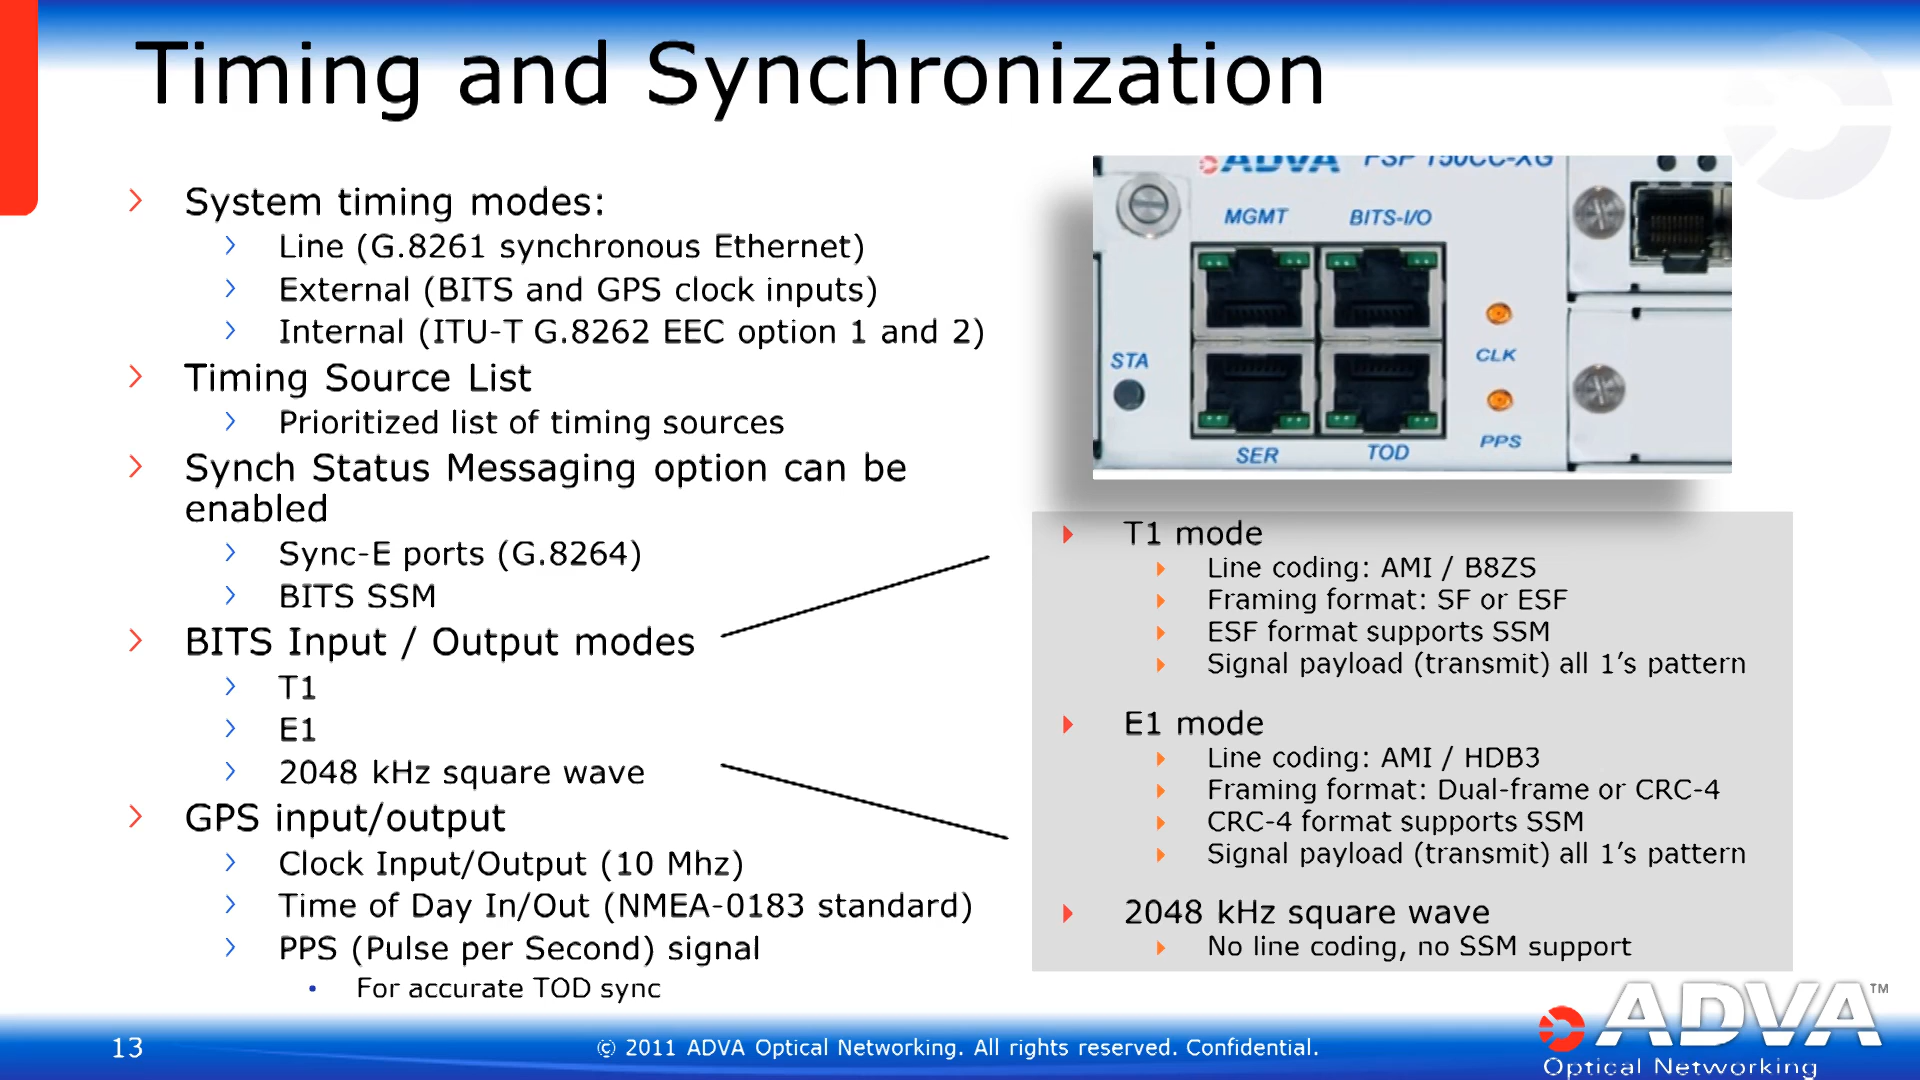 Timing and Synchronization
System timing modes:
Line (G.8261 synchronous Ethernet)
External (BITS and GPS clock inputs)
Internal (ITU-T G.8262 EEC option 1 and 2)
Timing Source List
Prioritized list of timing sources
Synch Status Messaging option can be
enabled
Sync-E ports (G.8264)
BITS SSM
BITS Input / Output modes
T1
E1
2048 kHz square wave
GPS input/output
Clock Input/Output (10 Mhz)
Time of Day In/Out (NMEA-0183 standard)
PPS (Pulse per Second) signal
• For accurate TOD sync
ADVA FSP 150CC-XG
MGMT BITS-I/O
STA
CLK
SER TOD PPS
T1 mode
Line coding: AMI / B8ZS
Framing format: SF or ESF
ESF format supports SSM
Signal payload (transmit) all 1’s pattern
E1 mode
Line coding: AMI / HDB3
Framing format: Dual-frame or CRC-4
CRC-4 format supports SSM
Signal payload (transmit) all 1’s pattern
2048 kHz square wave
No line coding, no SSM support
13
© 2011 ADVA Optical Networking. All rights reserved. Confidential.
ADVA™
Optical Networking